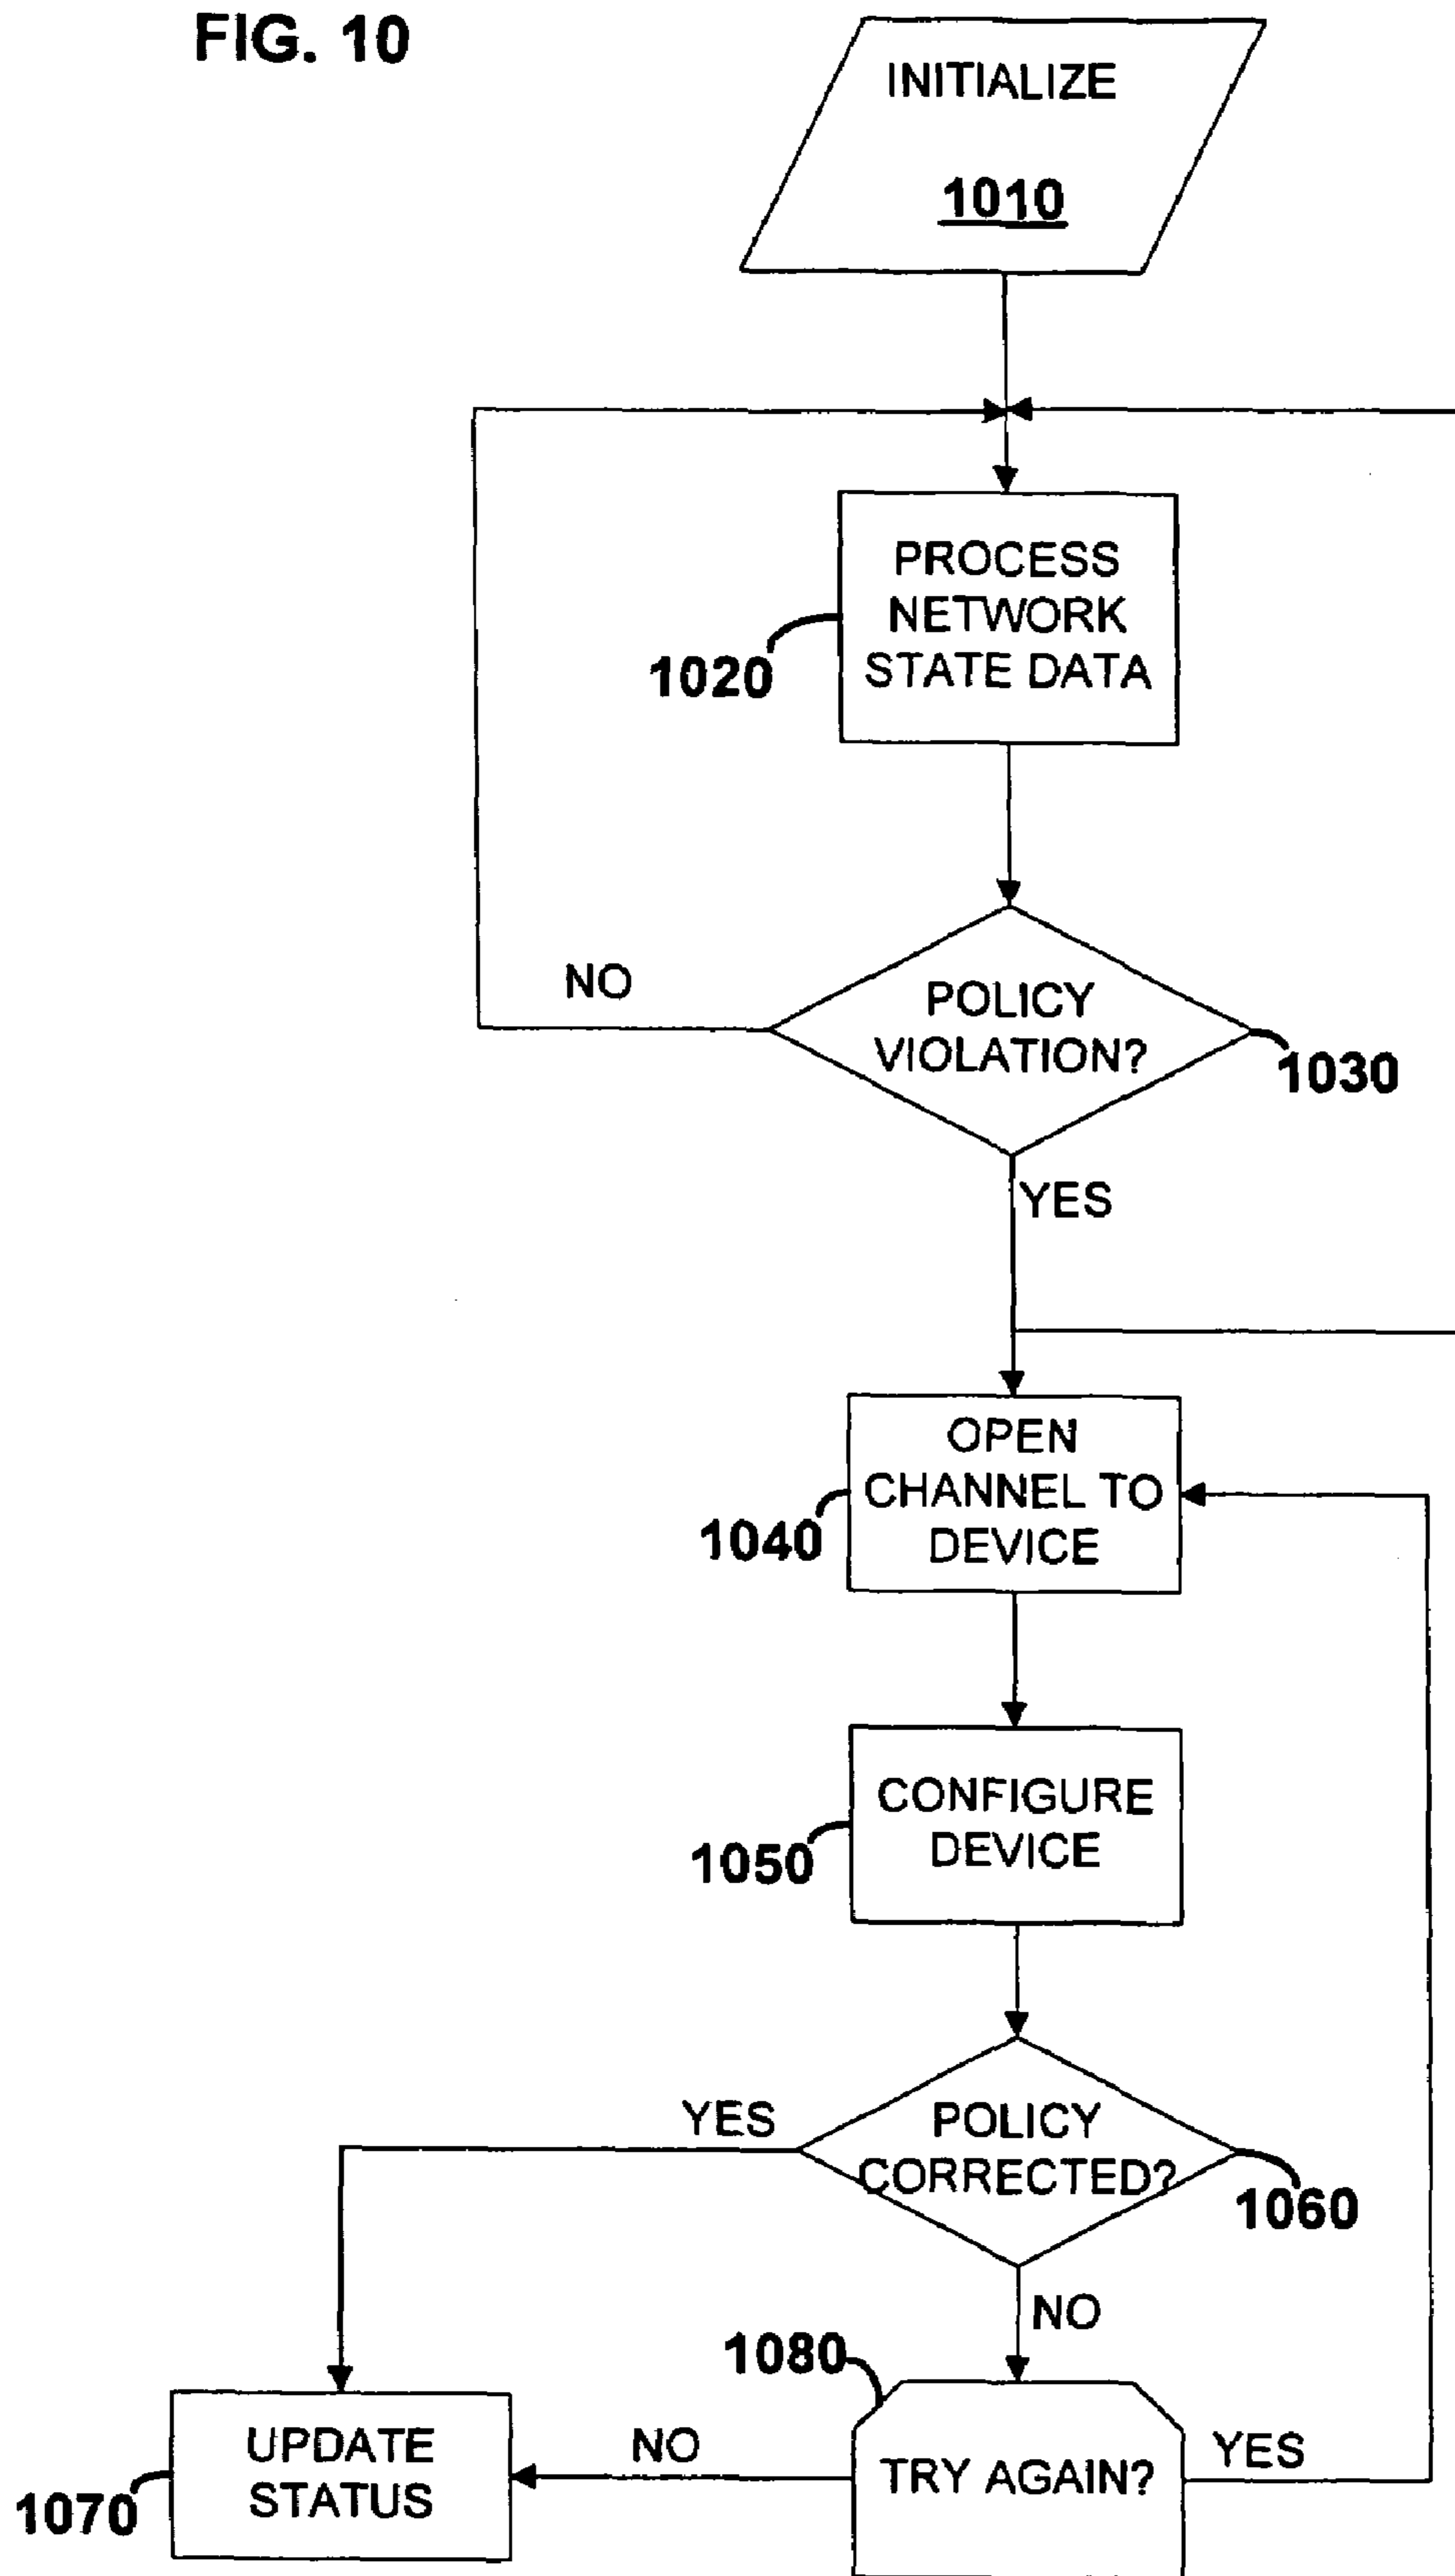 FIG. 10
INITIALIZE
1010
PROCESS
NETWORK
STATE DATA
1020
NO
POLICY
VIOLATION?
1030
YES
OPEN
CHANNEL TO
DEVICE
1040
CONFIGURE
DEVICE
1050
YES
POLICY
CORRECTED?
1060
NO
1080
UPDATE
STATUS
1070
NO
TRY AGAIN?
YES